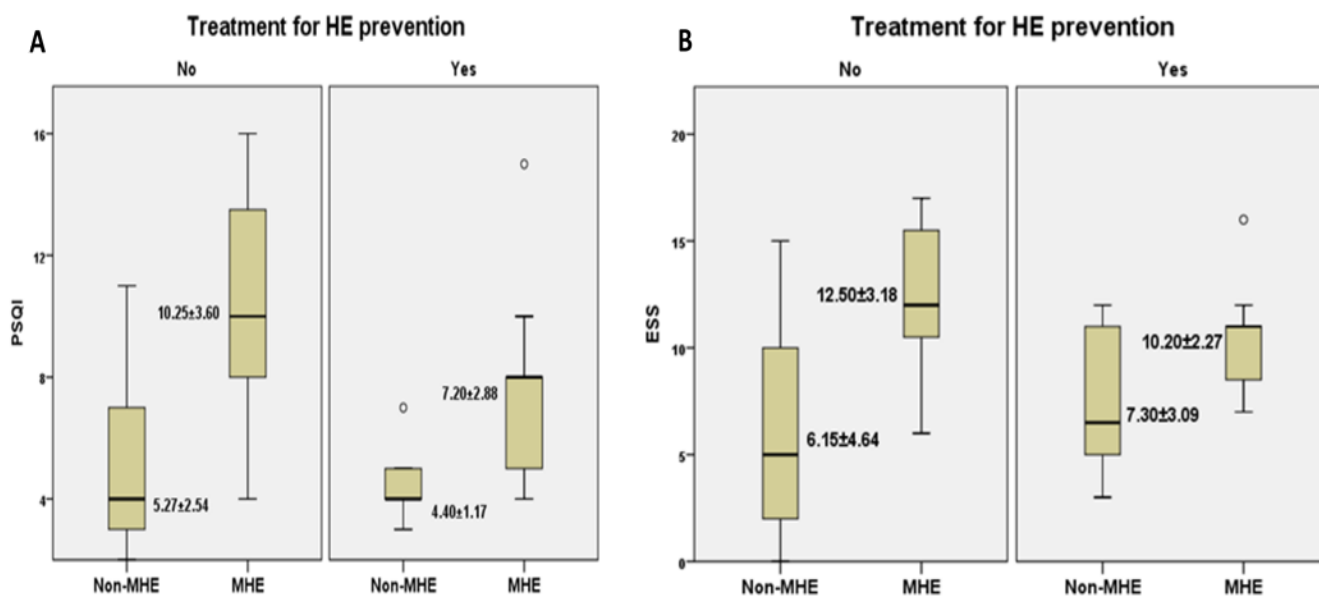 A
Treatment for HE prevention
No
Yes
PSQI
16
12
8
4
10.25±3.60
5.27±2.54
7.20±2.88
4.40±1.17
Non-MHE
MHE
Non-MHE
MHE
B
Treatment for HE prevention
No
Yes
ESS
20
15
10
5
0
12.50±3.18
6.15±4.64
10.20±2.27
7.30±3.09
Non-MHE
MHE
Non-MHE
MHE